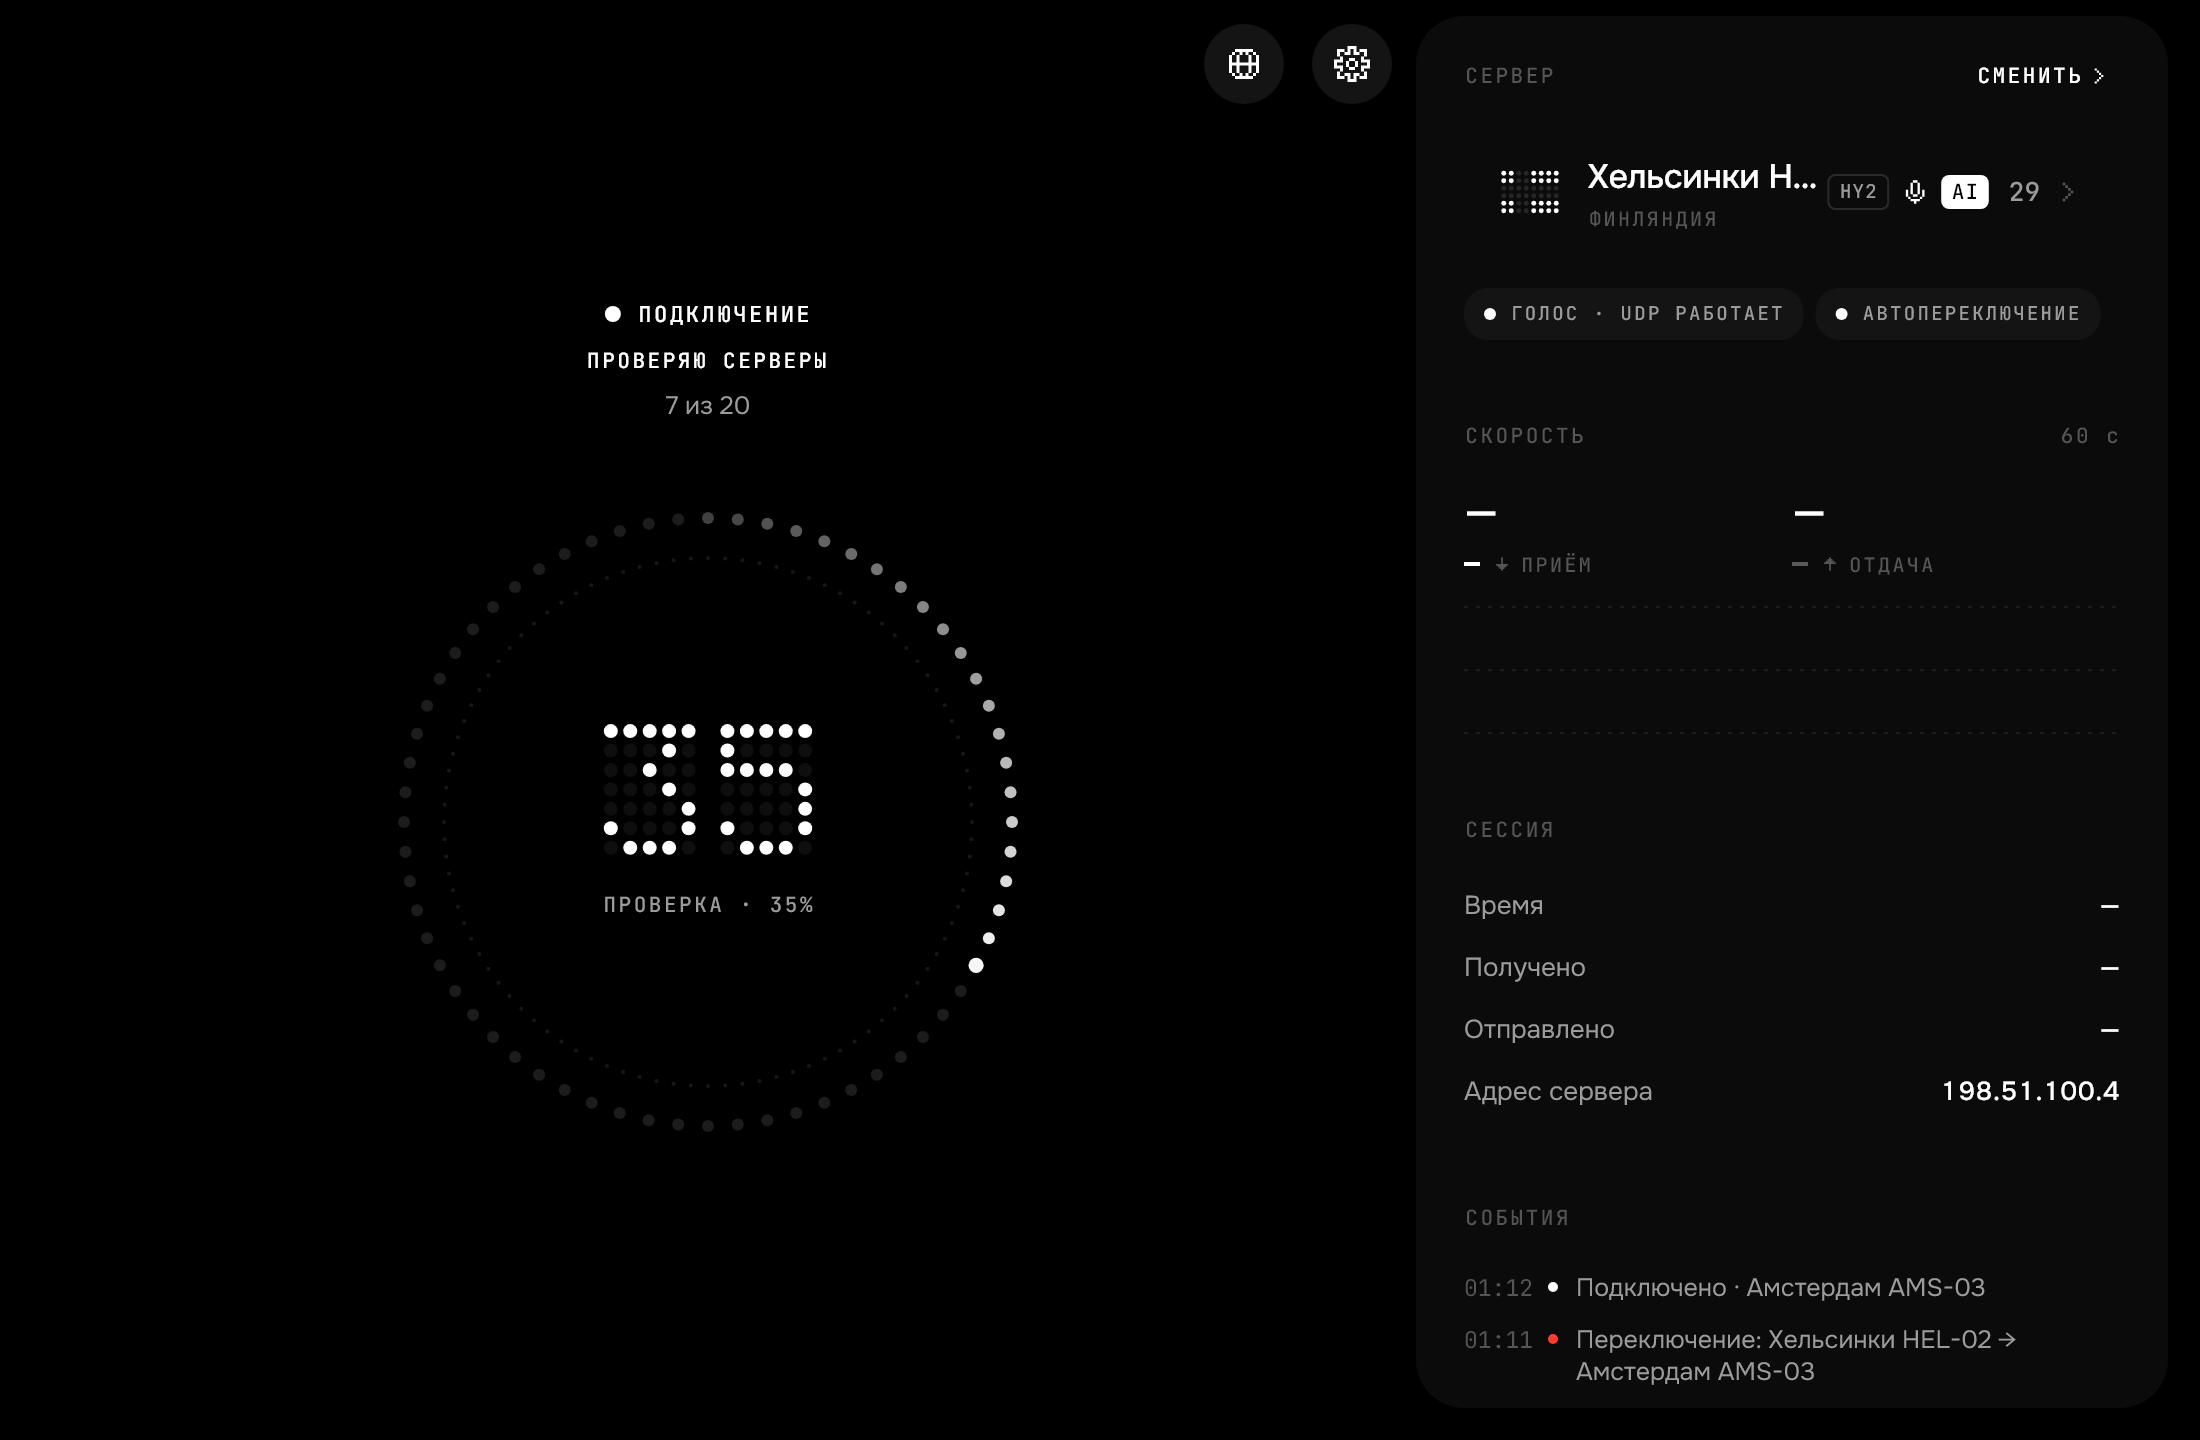 СЕРВЕР
СМЕНИТЬ
Хельсинки H...
HY2
AI
29
ФИНЛЯНДИЯ
ПОДКЛЮЧЕНИЕ
ПРОВЕРЯЮ СЕРВЕРЫ
7 из 20
35
ПРОВЕРКА · 35%
ГОЛОС · UDP РАБОТАЕТ
АВТОПЕРЕКЛЮЧЕНИЕ
СКОРОСТЬ
60 с
—
—
↓ ПРИЁМ
↑ ОТДАЧА
СЕССИЯ
Время —
Получено —
Отправлено —
Адрес сервера 198.51.100.4
СОБЫТИЯ
01:12 Подключено · Амстердам AMS-03
01:11 Переключение: Хельсинки HEL-02 →
Амстердам AMS-03